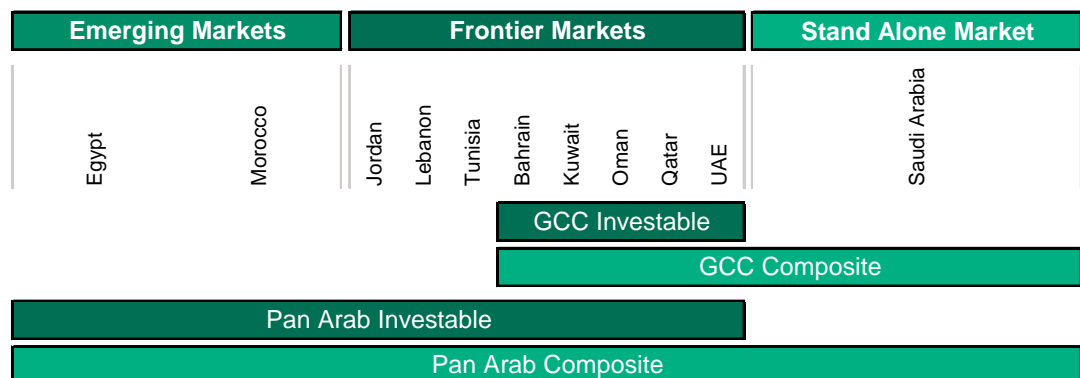 Emerging Markets
Frontier Markets
Stand Alone Market
Egypt
Morocco
Jordan
Lebanon
Tunisia
Bahrain
Kuwait
Oman
Qatar
UAE
Saudi Arabia
GCC Investable
GCC Composite
Pan Arab Investable
Pan Arab Composite